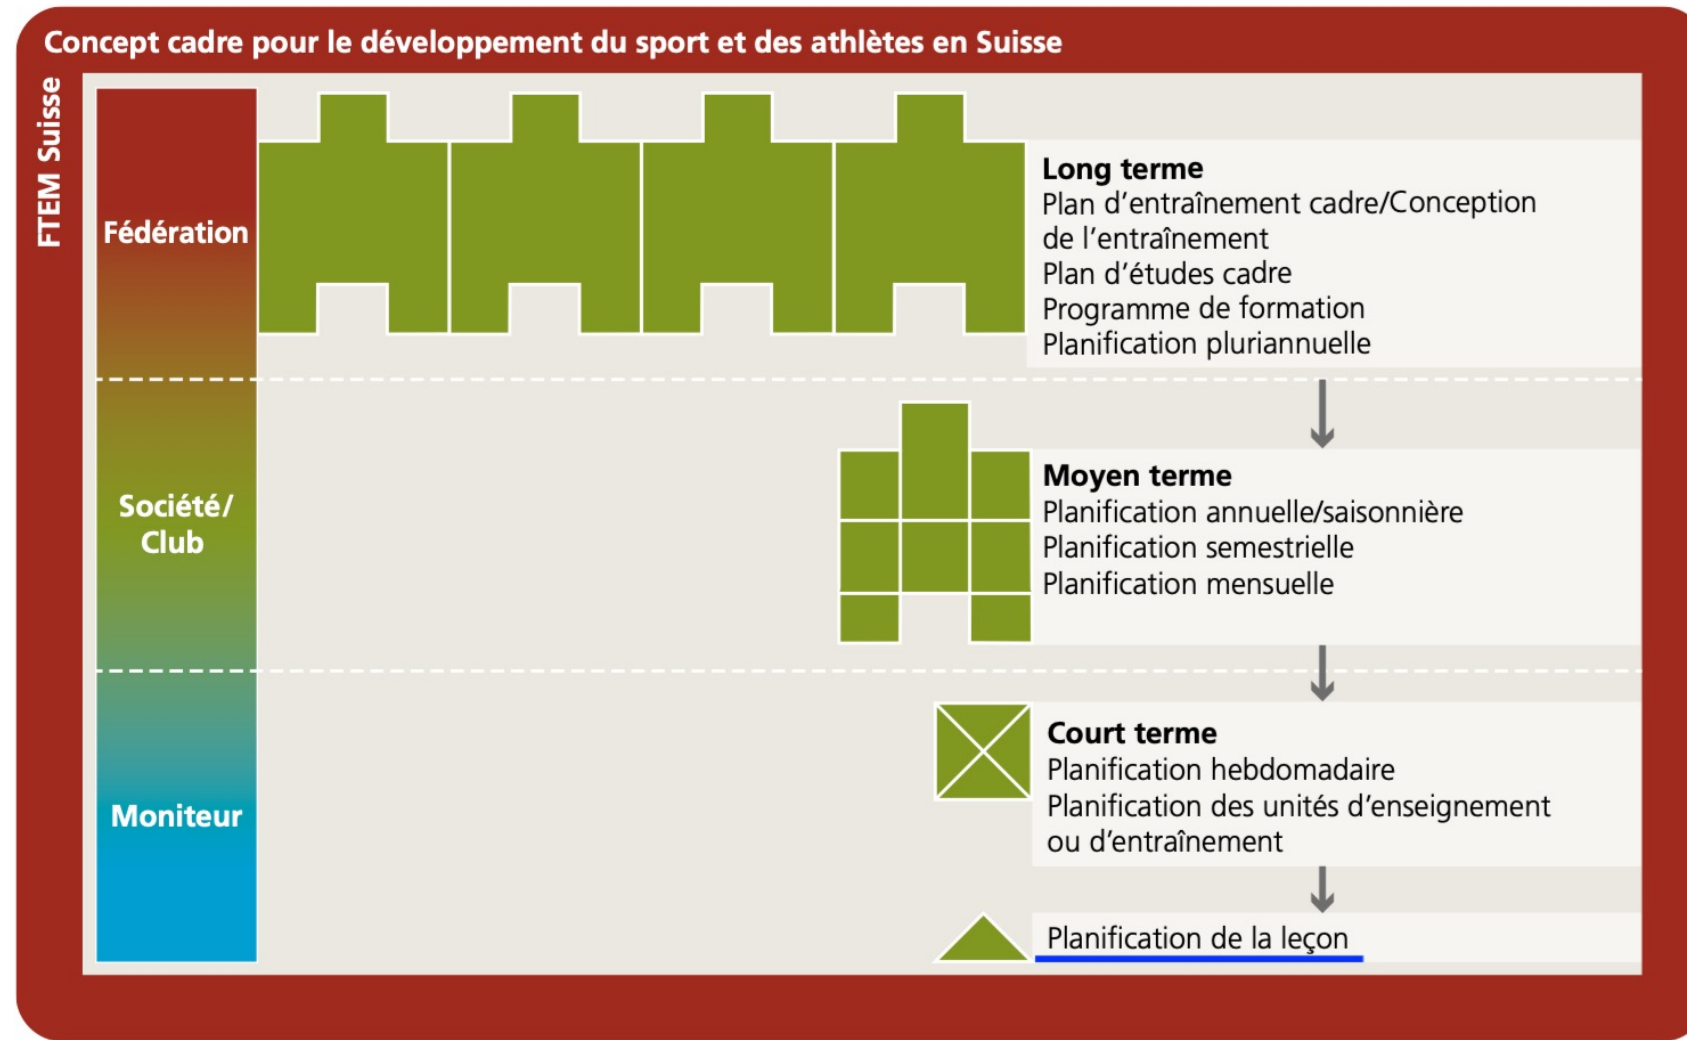 Concept cadre pour le développement du sport et des athlètes en Suisse
FTEM Suisse
Fédération
Long terme
Plan d’entraînement cadre/Conception
de l’entraînement
Plan d’études cadre
Programme de formation
Planification pluriannuelle
Société/
Club
Moyen terme
Planification annuelle/saisonnière
Planification semestrielle
Planification mensuelle
Moniteur
Court terme
Planification hebdomadaire
Planification des unités d’enseignement
ou d’entraînement
Planification de la leçon